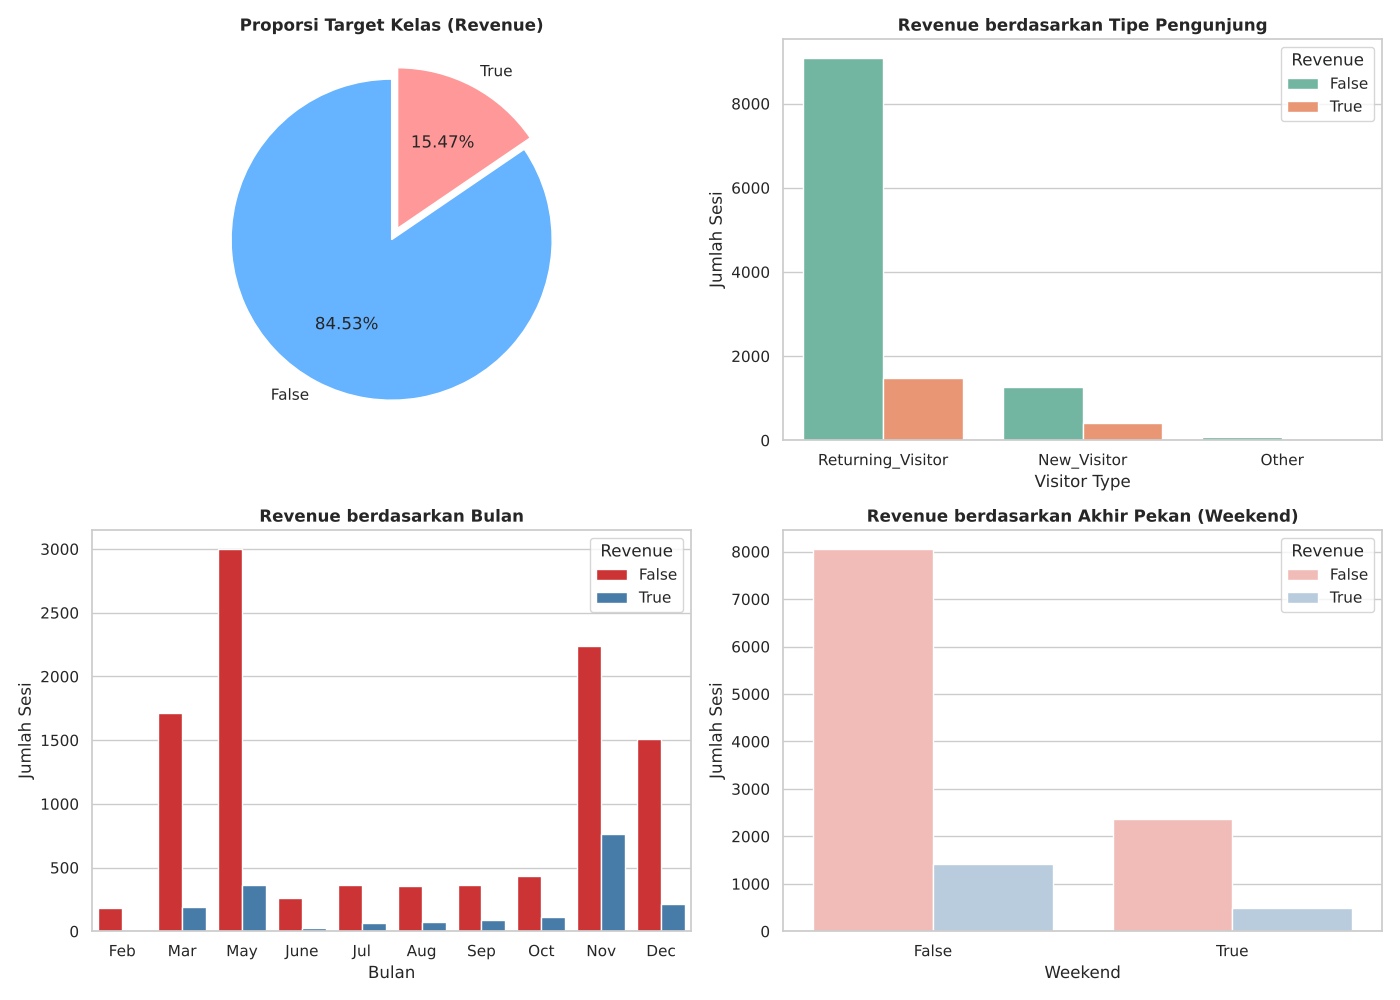 Proporsi Target Kelas (Revenue)
True
15.47%
84.53%
False
Revenue berdasarkan Tipe Pengunjung
Revenue
False
True
Jumlah Sesi
8000
6000
4000
2000
0
Returning_Visitor
New_Visitor
Other
Visitor Type
Revenue berdasarkan Bulan
Revenue
False
True
Jumlah Sesi
3000
2500
2000
1500
1000
500
0
Feb
Mar
May
June
Jul
Aug
Sep
Oct
Nov
Dec
Bulan
Revenue berdasarkan Akhir Pekan (Weekend)
Revenue
False
True
Jumlah Sesi
8000
7000
6000
5000
4000
3000
2000
1000
0
False
True
Weekend